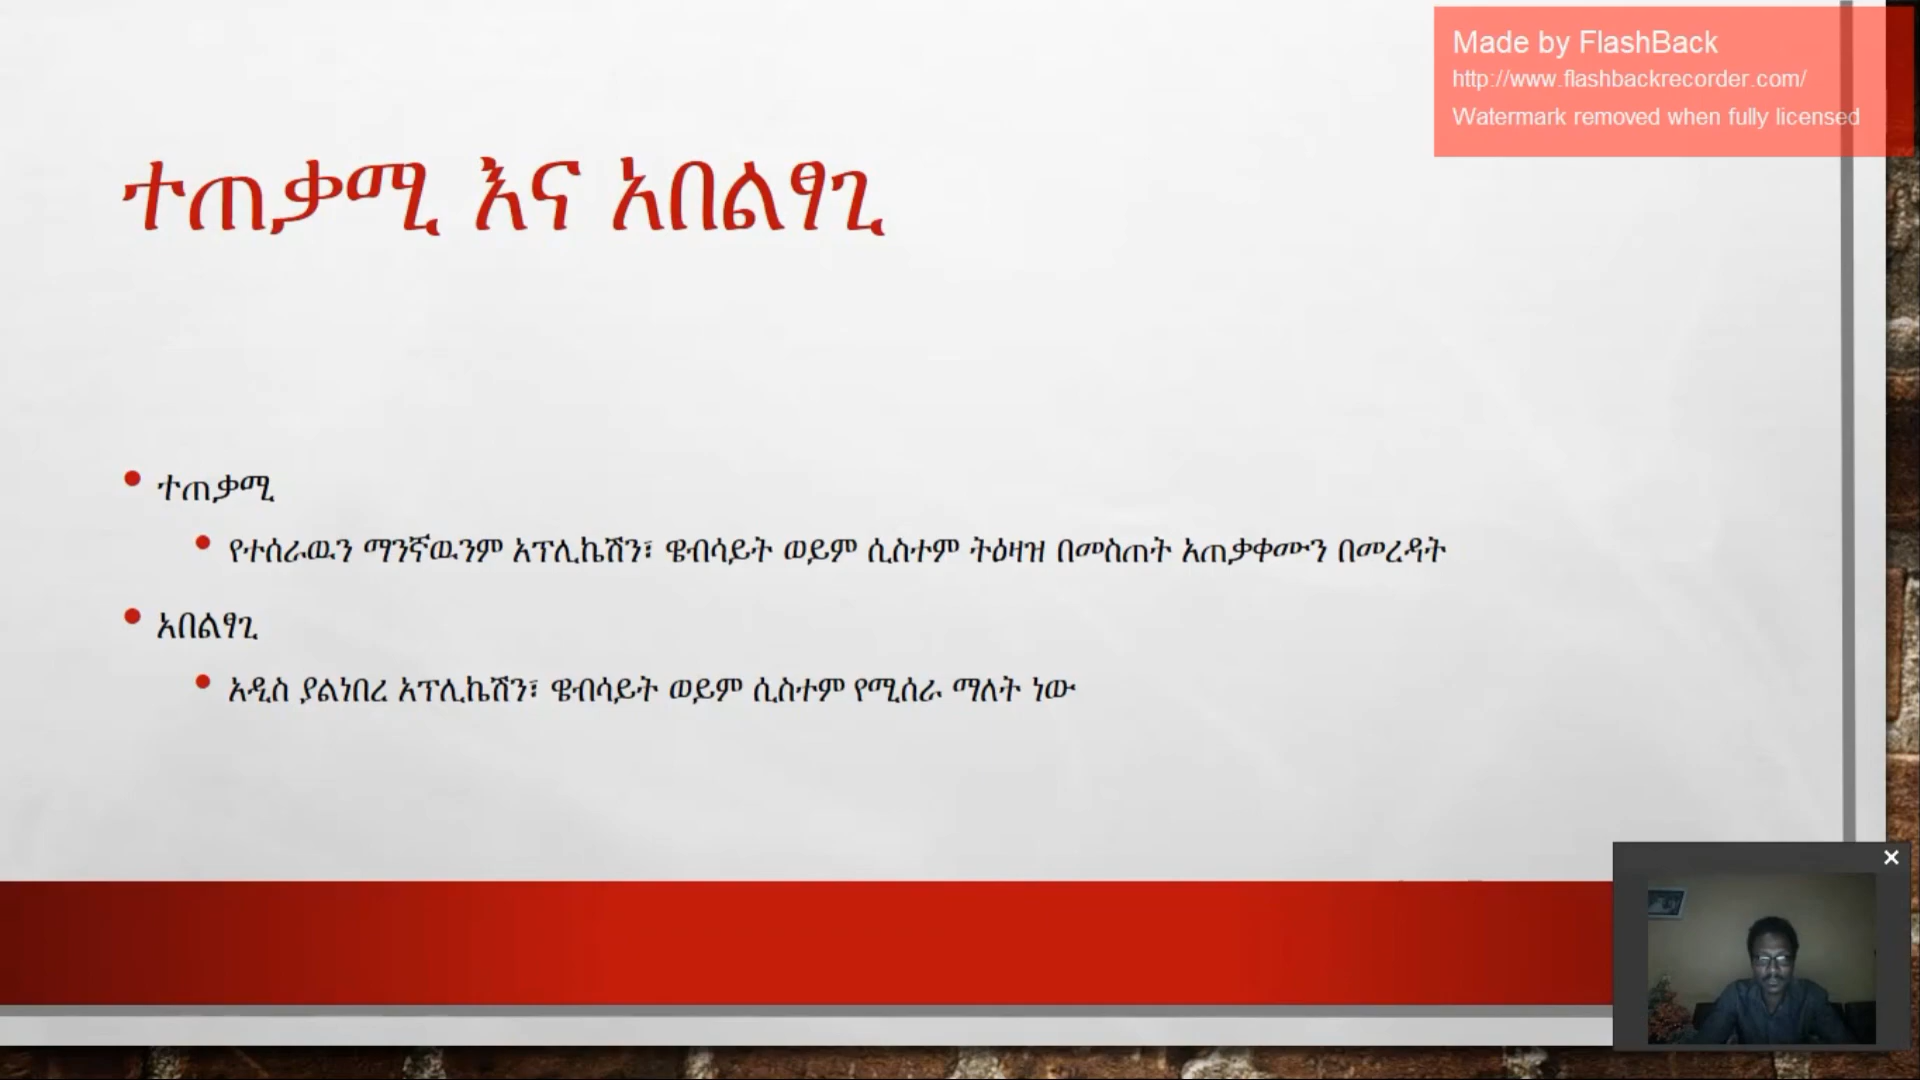 Made by FlashBack
http://www.flashbackrecorder.com/
Watermark removed when fully licensed
ተጠቃሚ እና አበልፃጊ
ተጠቃሚ
የተሰራዉን ማንኛዉንም አፕሊኬሽን፣ ዌብሳይት ወይም ሲስተም ትዕዛዝ በመስጠት አጠቃቀሙን በመረዳት
አበልፃጊ
አዲስ ያልነበረ አፕሊኬሽን፣ ዌብሳይት ወይም ሲስተም የሚሰራ ማለት ነው